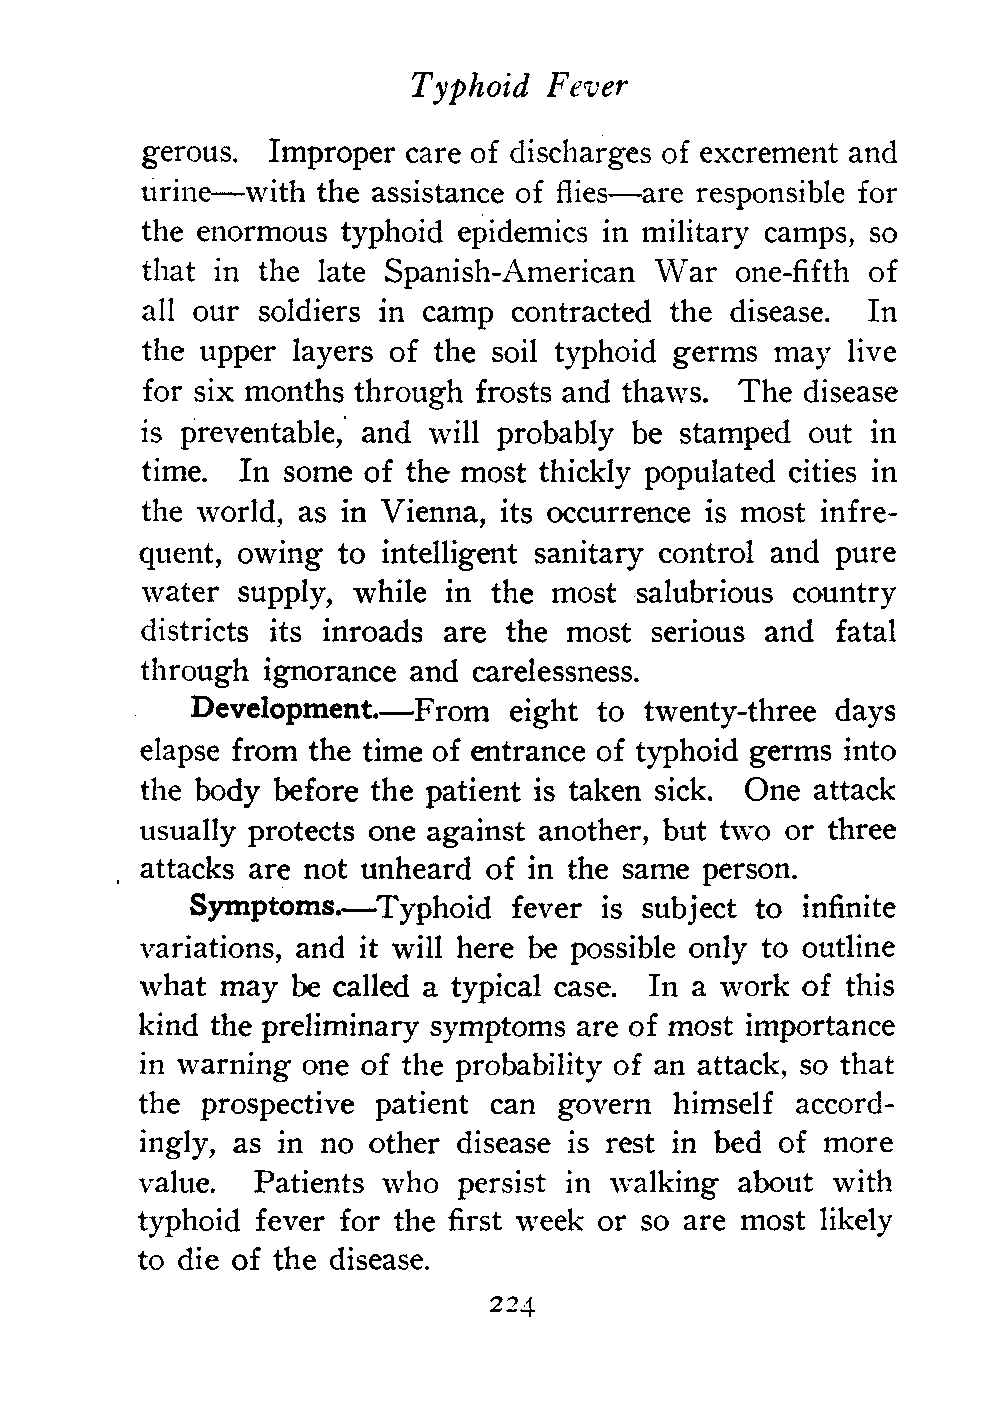 Typhoid Fever
gerous. Improper care of discharges of excrement and
urine—with the assistance of flies—are responsible for
the enormous typhoid epidemics in military camps, so
that in the late Spanish-American War one-fifth of
all our soldiers in camp contracted the disease. In
the upper layers of the soil typhoid germs may live
for six months through frosts and thaws. The disease
is preventable, and will probably be stamped out in
time. In some of the most thickly populated cities in
the world, as in Vienna, its occurrence is most infre-
quent, owing to intelligent sanitary control and pure
water supply, while in the most salubrious country
districts its inroads are the most serious and fatal
through ignorance and carelessness.
Development.—From eight to twenty-three days
elapse from the time of entrance of typhoid germs into
the body before the patient is taken sick. One attack
usually protects one against another, but two or three
attacks are not unheard of in the same person.
Symptoms.—Typhoid fever is subject to infinite
variations, and it will here be possible only to outline
what may be called a typical case. In a work of this
kind the preliminary symptoms are of most importance
in warning one of the probability of an attack, so that
the prospective patient can govern himself accord-
ingly, as in no other disease is rest in bed of more
value. Patients who persist in walking about with
typhoid fever for the first week or so are most likely
to die of the disease.
224